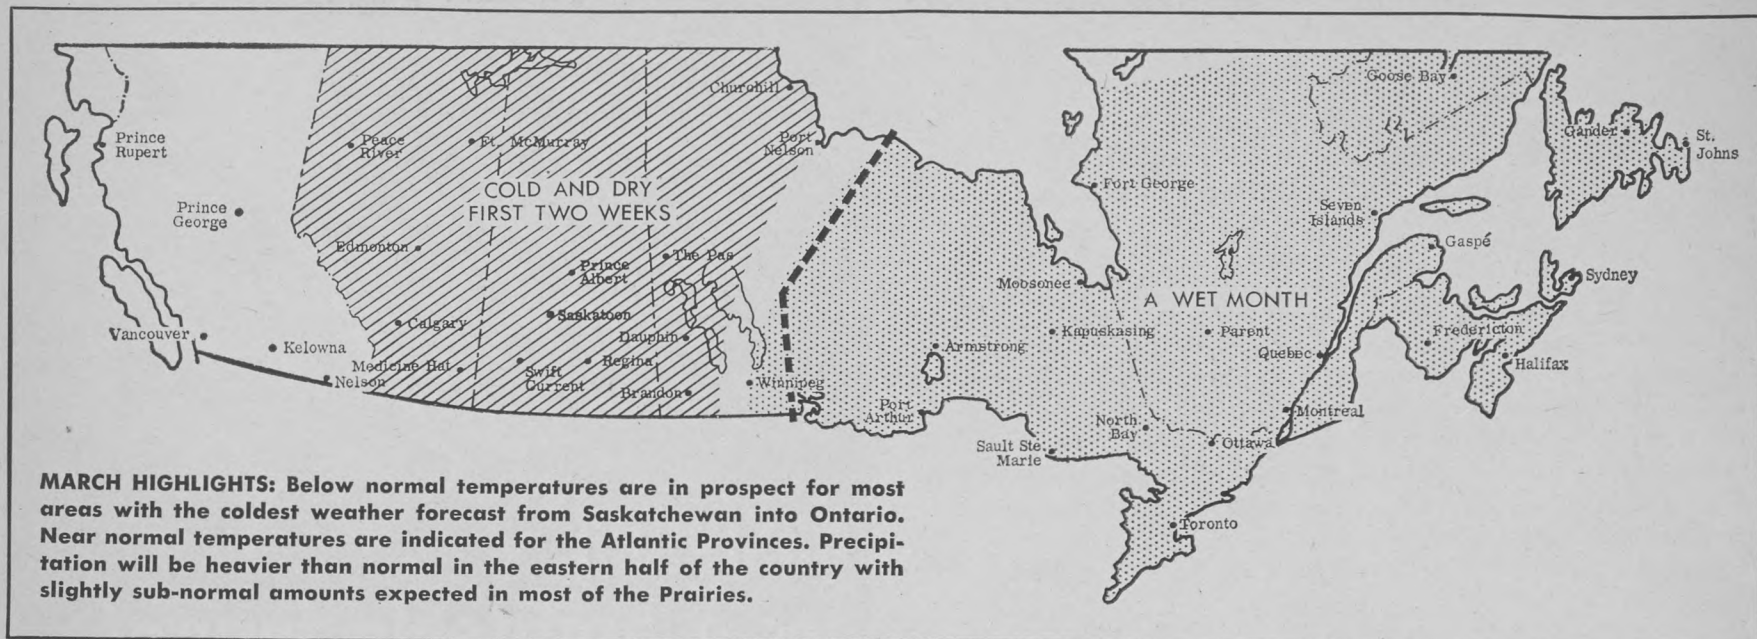 Churchill
Goose Bay
Prince
Rupert
Peace
River
Ft. McMurray
Port
Nelson
Gander
St.
Johns
COLD AND DRY
FIRST TWO WEEKS
Fort George
Prince
George
Seven
Islands
Edmonton
The Pas
Gaspé
Prince
Albert
Moosonee
Sydney
A WET MONTH
Calgary
Saskatoon
Vancouver
Kelowna
Dauphin
Armstrong
Kapuskasing
Parent
Fredericton
Quebec
Halifax
Medicine Hat
Swift
Current
Regina
Nelson
Brandon
Winnipeg
Port
Arthur
Montreal
North
Bay
Ottawa
Sault Ste.
Marie
Toronto
MARCH HIGHLIGHTS: Below normal temperatures are in prospect for most
areas with the coldest weather forecast from Saskatchewan into Ontario.
Near normal temperatures are indicated for the Atlantic Provinces. Precipi-
tation will be heavier than normal in the eastern half of the country with
slightly sub-normal amounts expected in most of the Prairies.